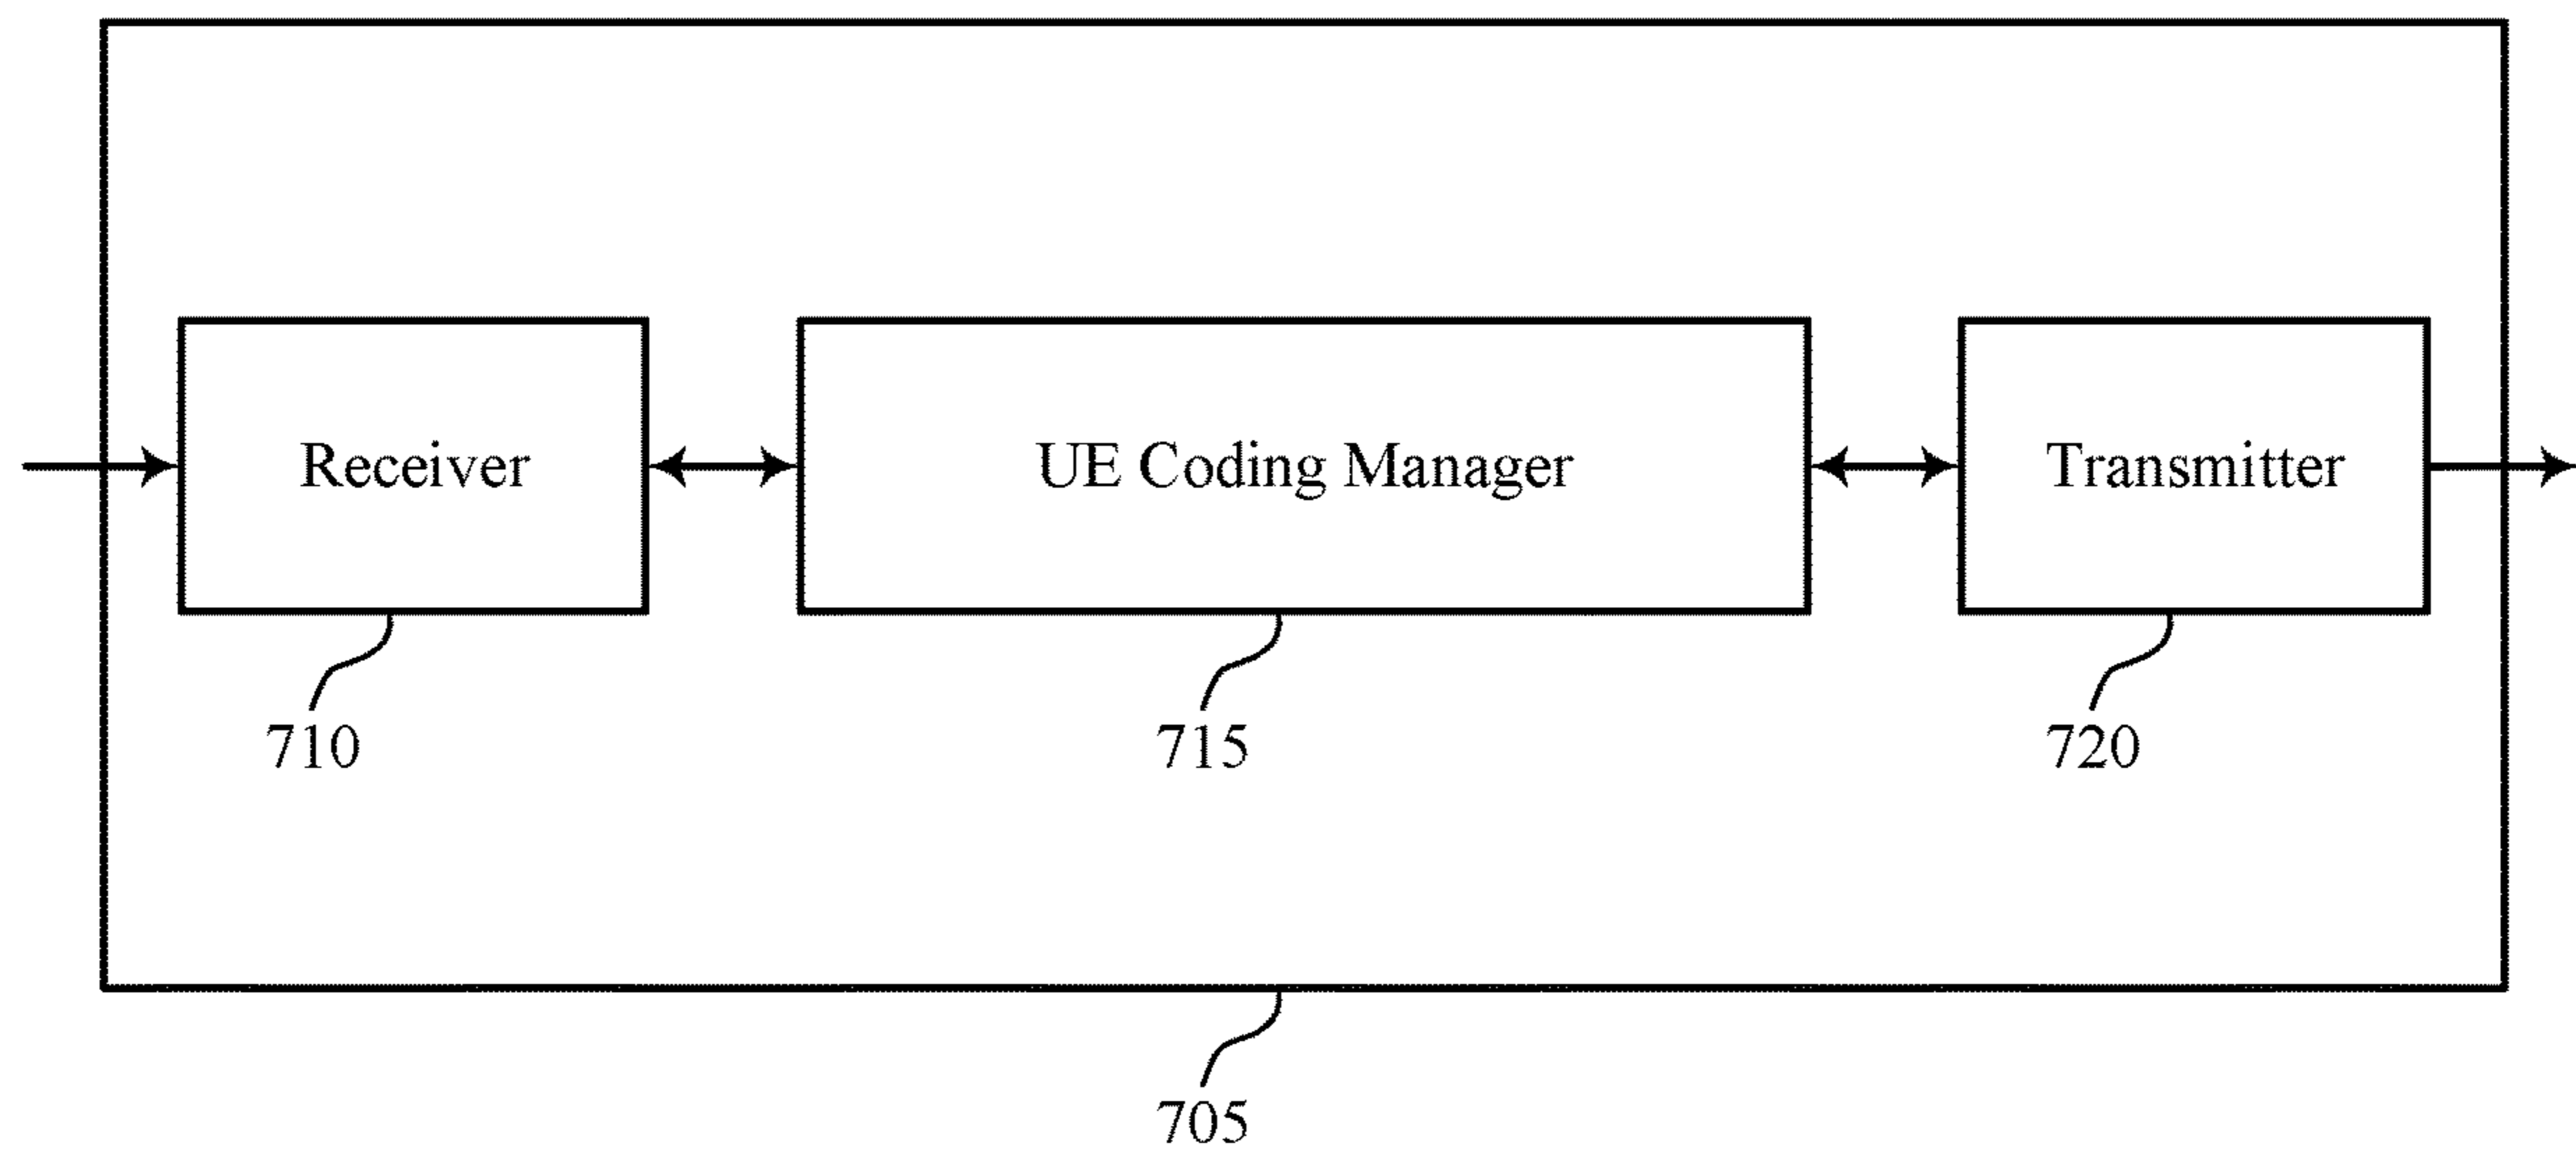 Receiver
UE Coding Manager
Transmitter
710
715
720
705